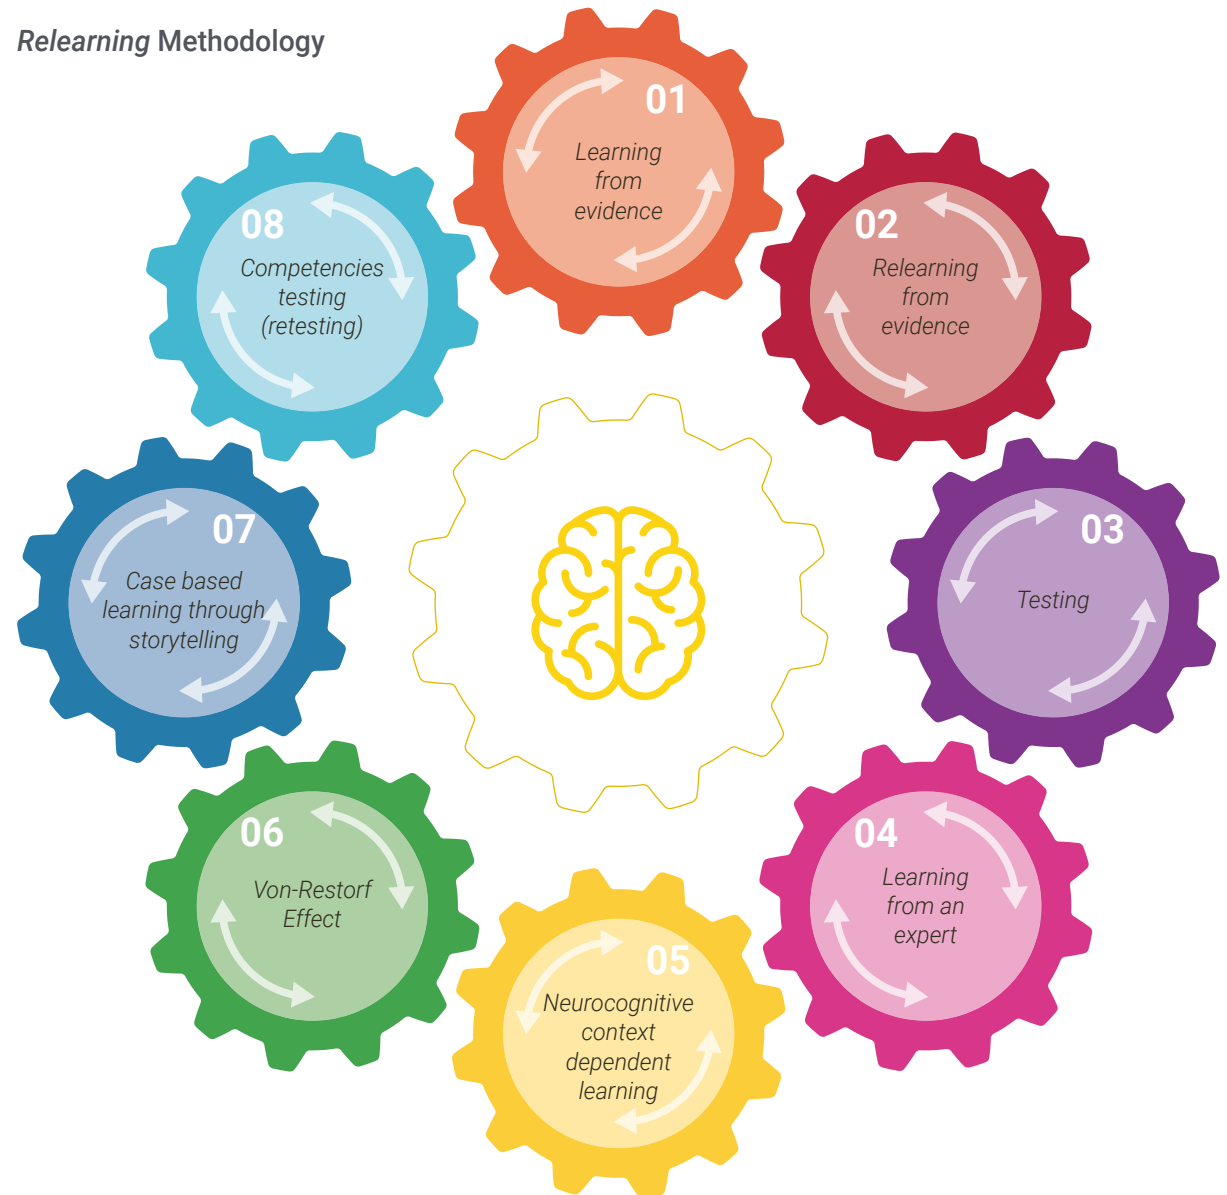 Relearning Methodology
01
Learning
from
evidence
02
Relearning
from
evidence
03
Testing
04
Learning
from an
expert
05
Neurocognitive
context
dependent
learning
06
Von-Restorf
Effect
07
Case based
learning through
storytelling
08
Competencies
testing
(retesting)